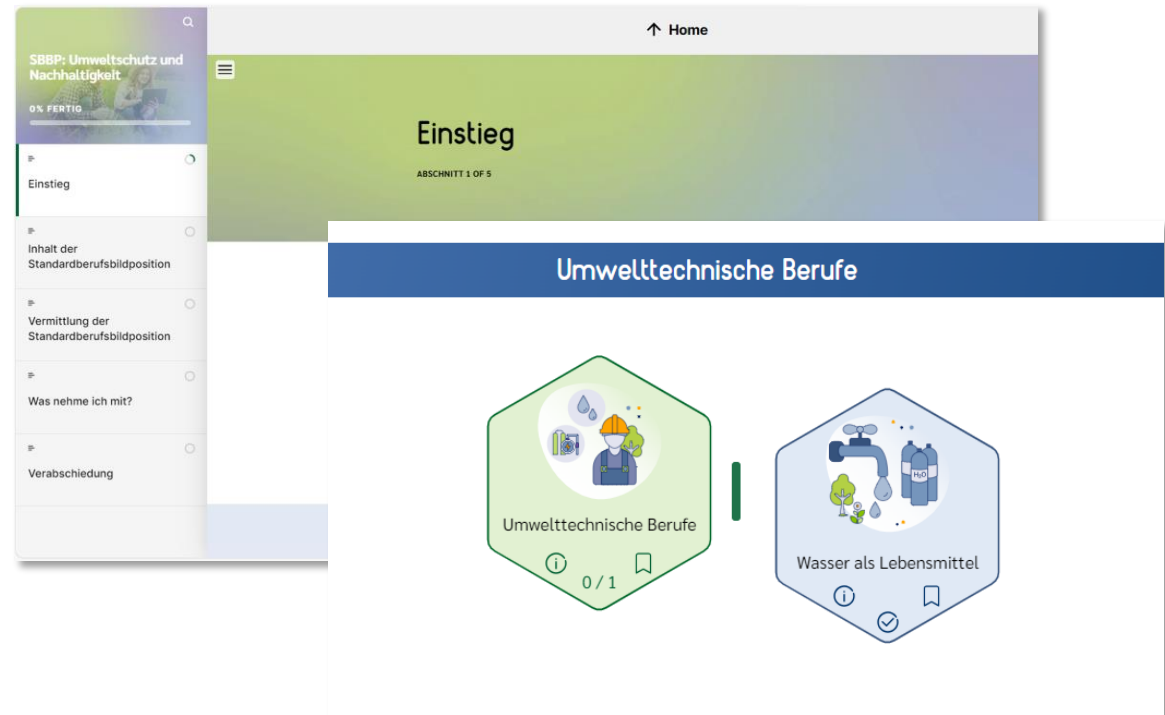 SBBP: Umweltschutz und
Nachhaltigkeit
0% FERTIG
Einstieg
Inhalt der
Standardberufsbildposition
Vermittlung der
Standardberufsbildposition
Was nehme ich mit?
Verabschiedung
Home
Einstieg
ABSCHNITT 1 OF 5
Umwelttechnische Berufe
Umwelttechnische Berufe
0 / 1
H₂O
Wasser als Lebensmittel